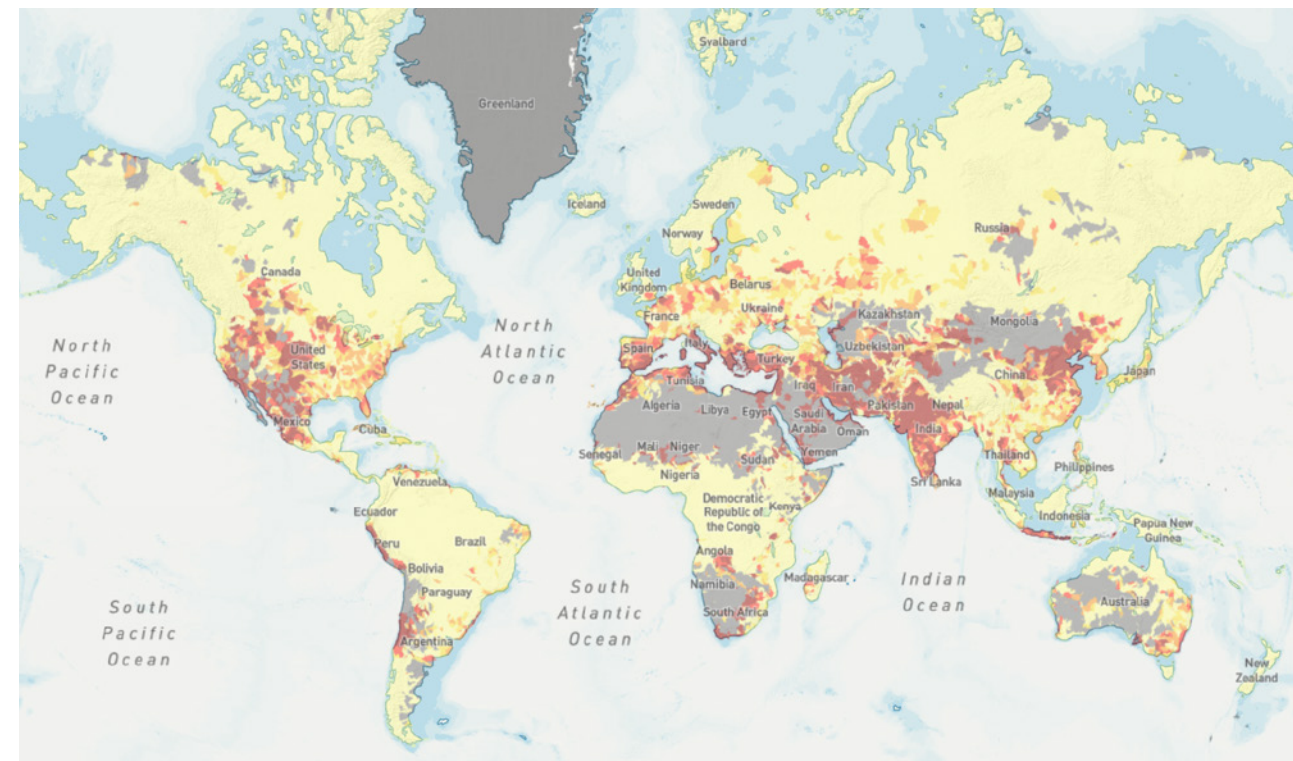 Svalbard
Greenland
Iceland
Sweden
Norway
Russia
Canada
United
Kingdom
Belarus
Ukraine
France
Kazakhstan
Mongolia
North
Pacific
Ocean
North
Atlantic
Ocean
United
States
Spain
Italy
Turkey
Uzbekistan
China
Japan
Tunisia
Iraq
Iran
Algeria
Libya
Egypt
Saudi
Arabia
Pakistan
Nepal
Mexico
Cuba
Oman
India
Mali
Niger
Senegal
Sudan
Yemen
Thailand
Philippines
Nigeria
Venezuela
Sri Lanka
Malaysia
Ecuador
Democratic
Republic of
the Congo
Kenya
Indonesia
Papua New
Guinea
Peru
Brazil
Angola
Bolivia
Paraguay
Namibia
Madagascar
South
Atlantic
Ocean
Indian
Ocean
Australia
South
Pacific
Ocean
South Africa
Argentina
New
Zealand